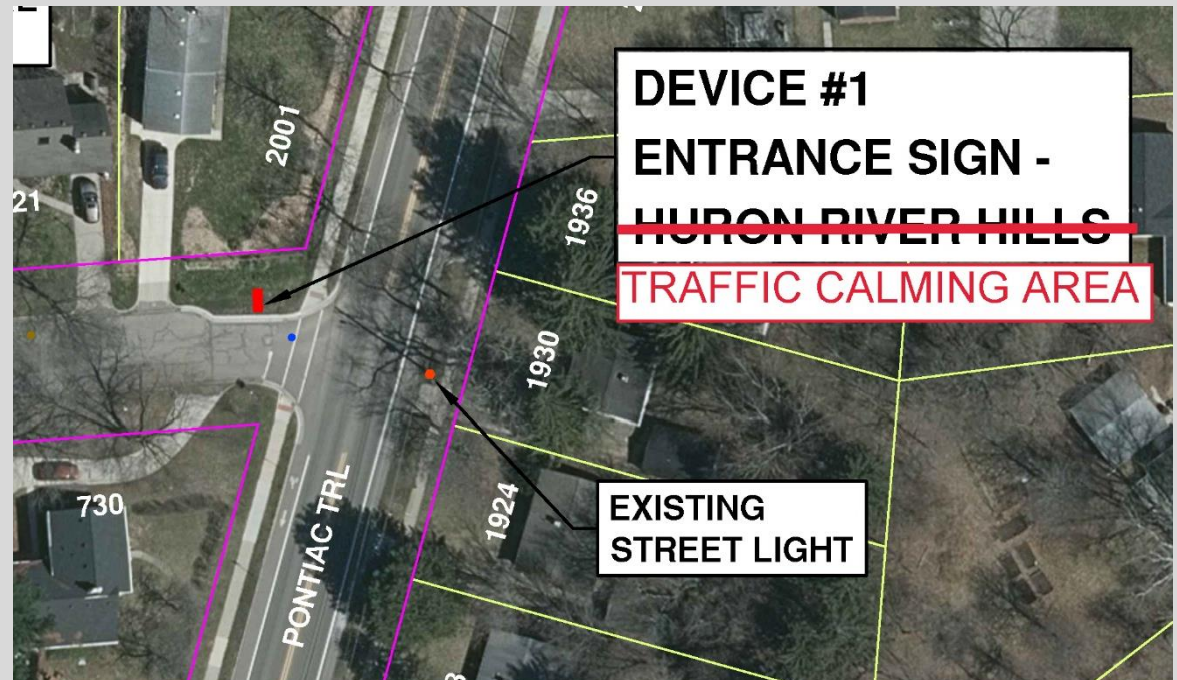 DEVICE #1
ENTRANCE SIGN -
HURON RIVER HILLS
TRAFFIC CALMING AREA
2001
21
1936
1930
1924
730
PONTIAC TRL
EXISTING
STREET LIGHT